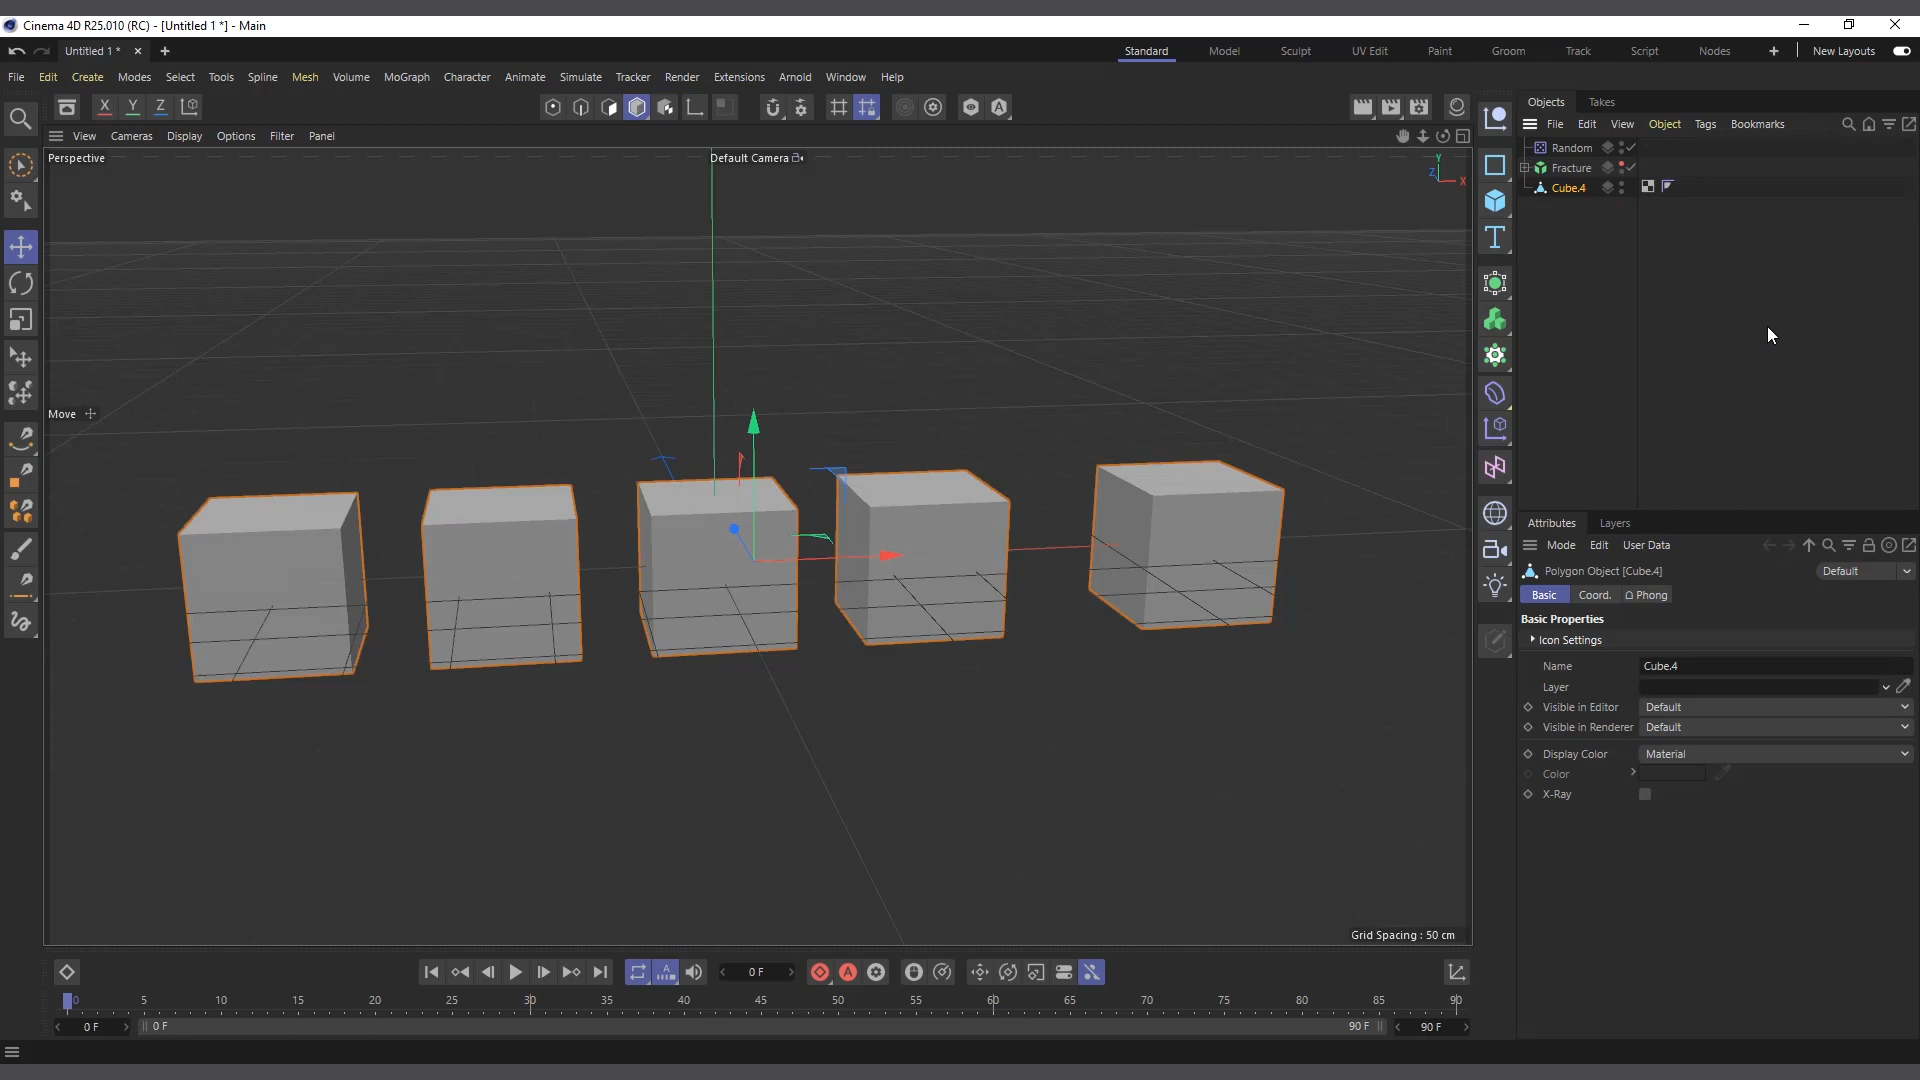 Cinema 4D R25.010 (RC) - [Untitled 1 *] - Main
Untitled 1 *
Standard Model Sculpt UV Edit Paint Groom Track Script Nodes New Layouts
File Edit Create Modes Select Tools Spline Mesh Volume MoGraph Character Animate Simulate Tracker Render Extensions Arnold Window Help
X Y Z
Objects Takes
View Cameras Display Options Filter Panel
File Edit View Object Tags Bookmarks
Perspective
Default Camera
Y
Z
X
Random
Fracture
Cube.4
Move
Attributes Layers
Mode Edit User Data
Polygon Object [Cube.4]
Default
Basic Coord. Phong
Basic Properties
Icon Settings
Name Cube.4
Layer
Visible in Editor Default
Visible in Renderer Default
Display Color Material
Color
X-Ray
Grid Spacing : 50 cm
0 F
0 5 10 15 20 25 30 35 40 45 50 55 60 65 70 75 80 85 90
0 F 0 F 90 F 90 F